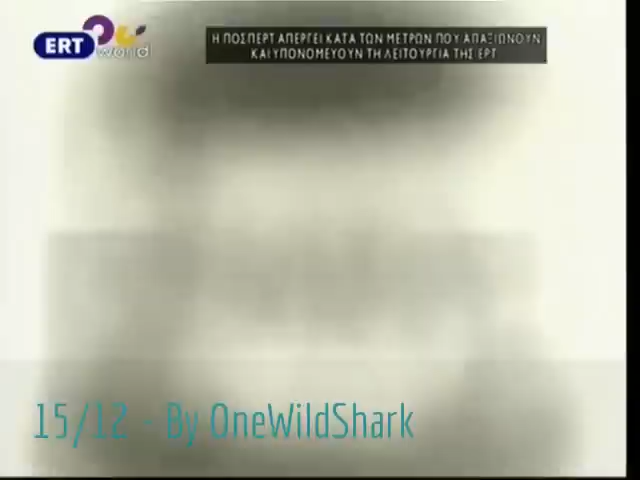 ERT world
Η ΠΟΣΠΕΡΤ ΑΠΕΡΓΕΙ ΚΑΤΑ ΤΩΝ ΜΕΤΡΩΝ ΠΟΥ ΑΠΑΞΙΩΝΟΥΝ
ΚΑΙ ΥΠΟΝΟΜΕΥΟΥΝ ΤΗ ΛΕΙΤΟΥΡΓΙΑ ΤΗΣ ΕΡΤ
15/12 - By OneWildShark